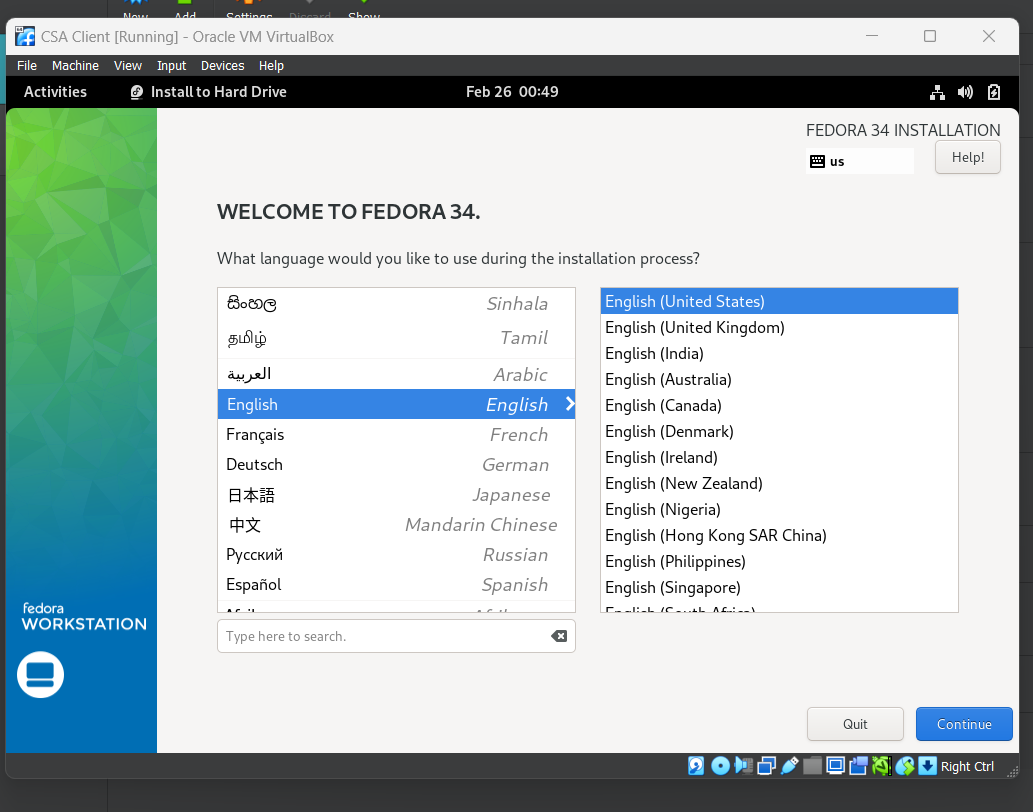 New Add Settings Discard Show
CSA Client [Running] - Oracle VM VirtualBox
File Machine View Input Devices Help
Activities Install to Hard Drive Feb 26 00:49
FEDORA 34 INSTALLATION
us Help!
WELCOME TO FEDORA 34.
What language would you like to use during the installation process?
සිංහල Sinhala
தமிழ் Tamil
العربية Arabic
English English
Français French
Deutsch German
日本語 Japanese
中文 Mandarin Chinese
Русский Russian
Español Spanish
English (United States)
English (United Kingdom)
English (India)
English (Australia)
English (Canada)
English (Denmark)
English (Ireland)
English (New Zealand)
English (Nigeria)
English (Hong Kong SAR China)
English (Philippines)
English (Singapore)
English (South Africa)
Type here to search.
fedora
WORKSTATION
Quit Continue
Right Ctrl